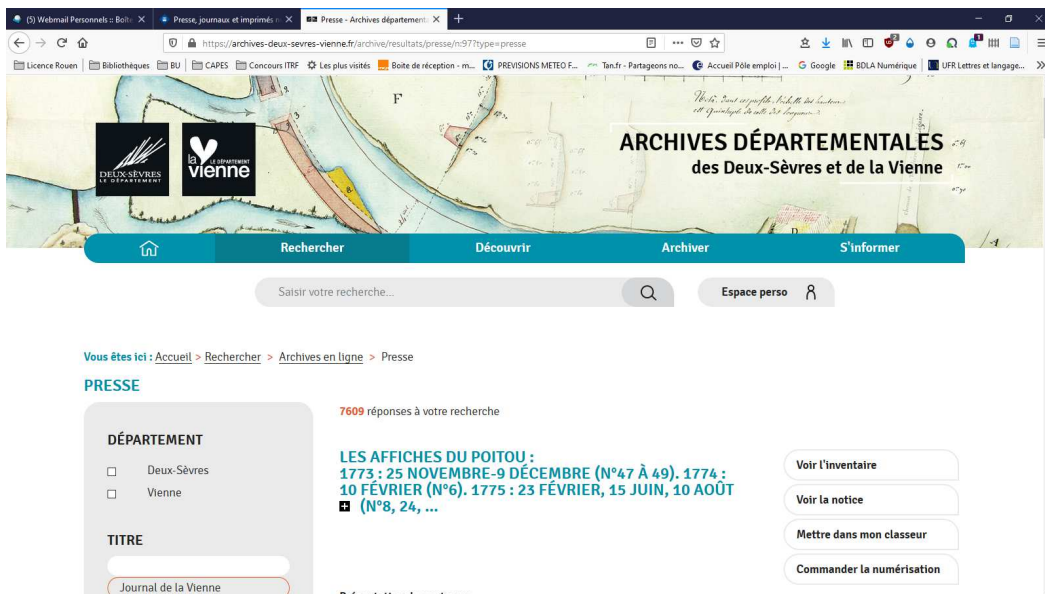 (5) Webmail Personnels :: Boîte
Presse, journaux et imprimés n
Presse - Archives département
https://archives-deux-sevres-vienne.fr/archive/resultats/presse/n:97?type=presse
Licence Rouen
Bibliothèques
BU
CAPES
Concours ITRF
Les plus visités
Boite de réception - m...
PREVISIONS METEO F...
Tan.fr - Partageons no...
Accueil Pôle emploi | ...
Google
BDLA Numérique
UFR Lettres et langage...
F
DEUX-SÈVRES
LE DÉPARTEMENT
la
LE DÉPARTEMENT
vienne
ARCHIVES DÉPARTEMENTALES
des Deux-Sèvres et de la Vienne
D
Rechercher
Découvrir
Archiver
S'informer
Saisir votre recherche...
Espace perso
Vous êtes ici : Accueil > Rechercher > Archives en ligne > Presse
PRESSE
7609 réponses à votre recherche
DÉPARTEMENT
Deux-Sèvres
Vienne
TITRE
Journal de la Vienne
LES AFFICHES DU POITOU :
1773 : 25 NOVEMBRE-9 DÉCEMBRE (N°47 À 49). 1774 :
10 FÉVRIER (N°6). 1775 : 23 FÉVRIER, 15 JUIN, 10 AOÛT
(N°8, 24, ...
Voir l'inventaire
Voir la notice
Mettre dans mon classeur
Commander la numérisation